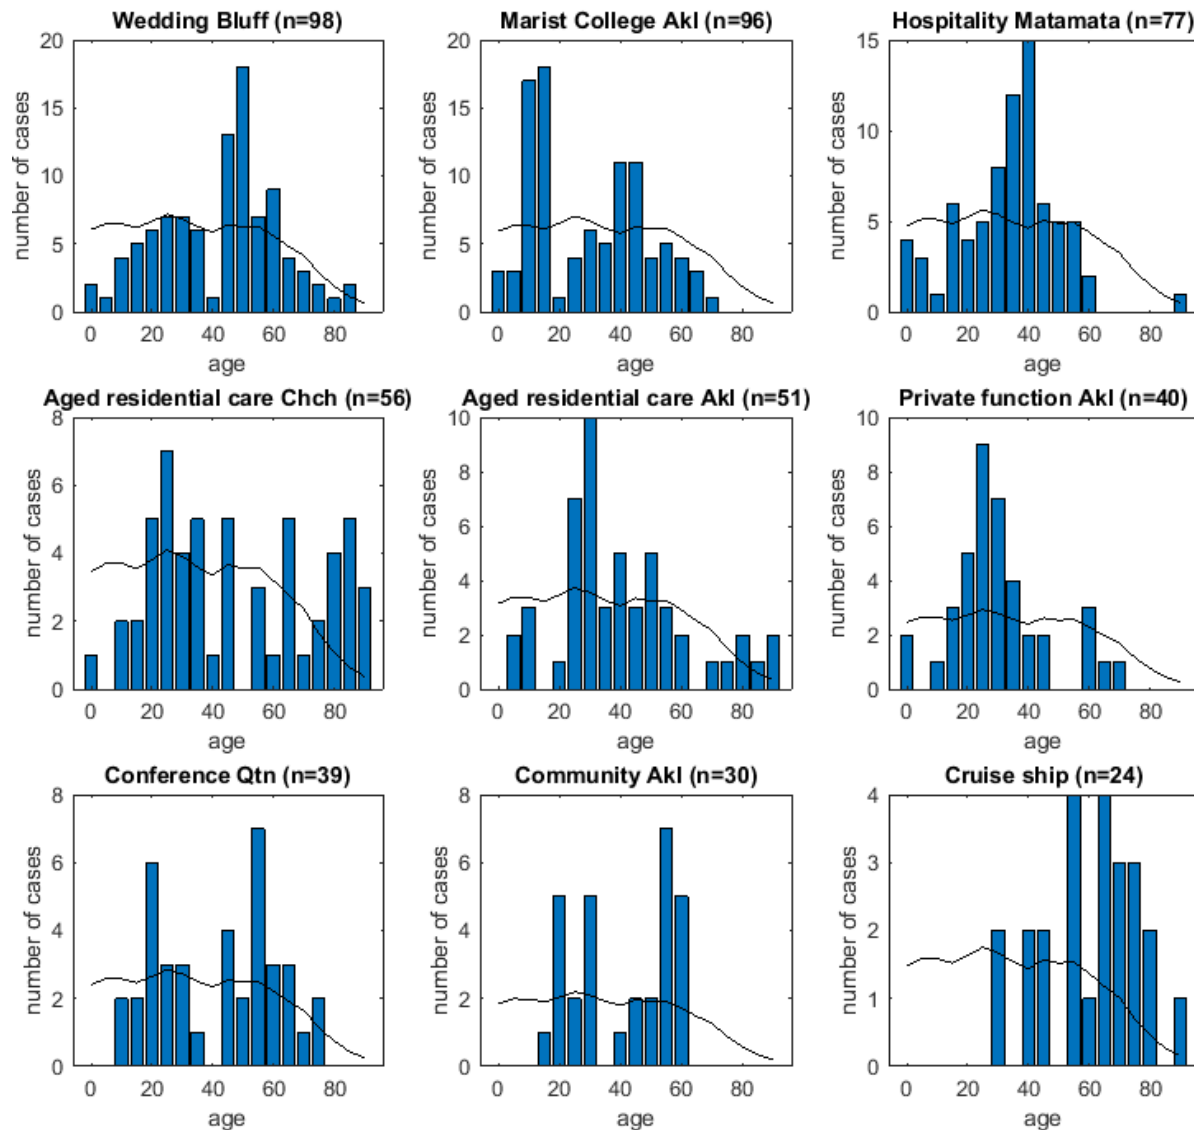 Wedding Bluff (n=98)
20
15
10
5
0
number of cases
0 20 40 60 80
age
Marist College Akl (n=96)
20
15
10
5
0
number of cases
0 20 40 60 80
age
Hospitality Matamata (n=77)
15
10
5
0
number of cases
0 20 40 60 80
age
Aged residential care Chch (n=56)
8
6
4
2
0
number of cases
0 20 40 60 80
age
Aged residential care Akl (n=51)
10
8
6
4
2
0
number of cases
0 20 40 60 80
age
Private function Akl (n=40)
10
8
6
4
2
0
number of cases
0 20 40 60 80
age
Conference Qtn (n=39)
8
6
4
2
0
number of cases
0 20 40 60 80
age
Community Akl (n=30)
8
6
4
2
0
number of cases
0 20 40 60 80
age
Cruise ship (n=24)
4
3
2
1
0
number of cases
0 20 40 60 80
age